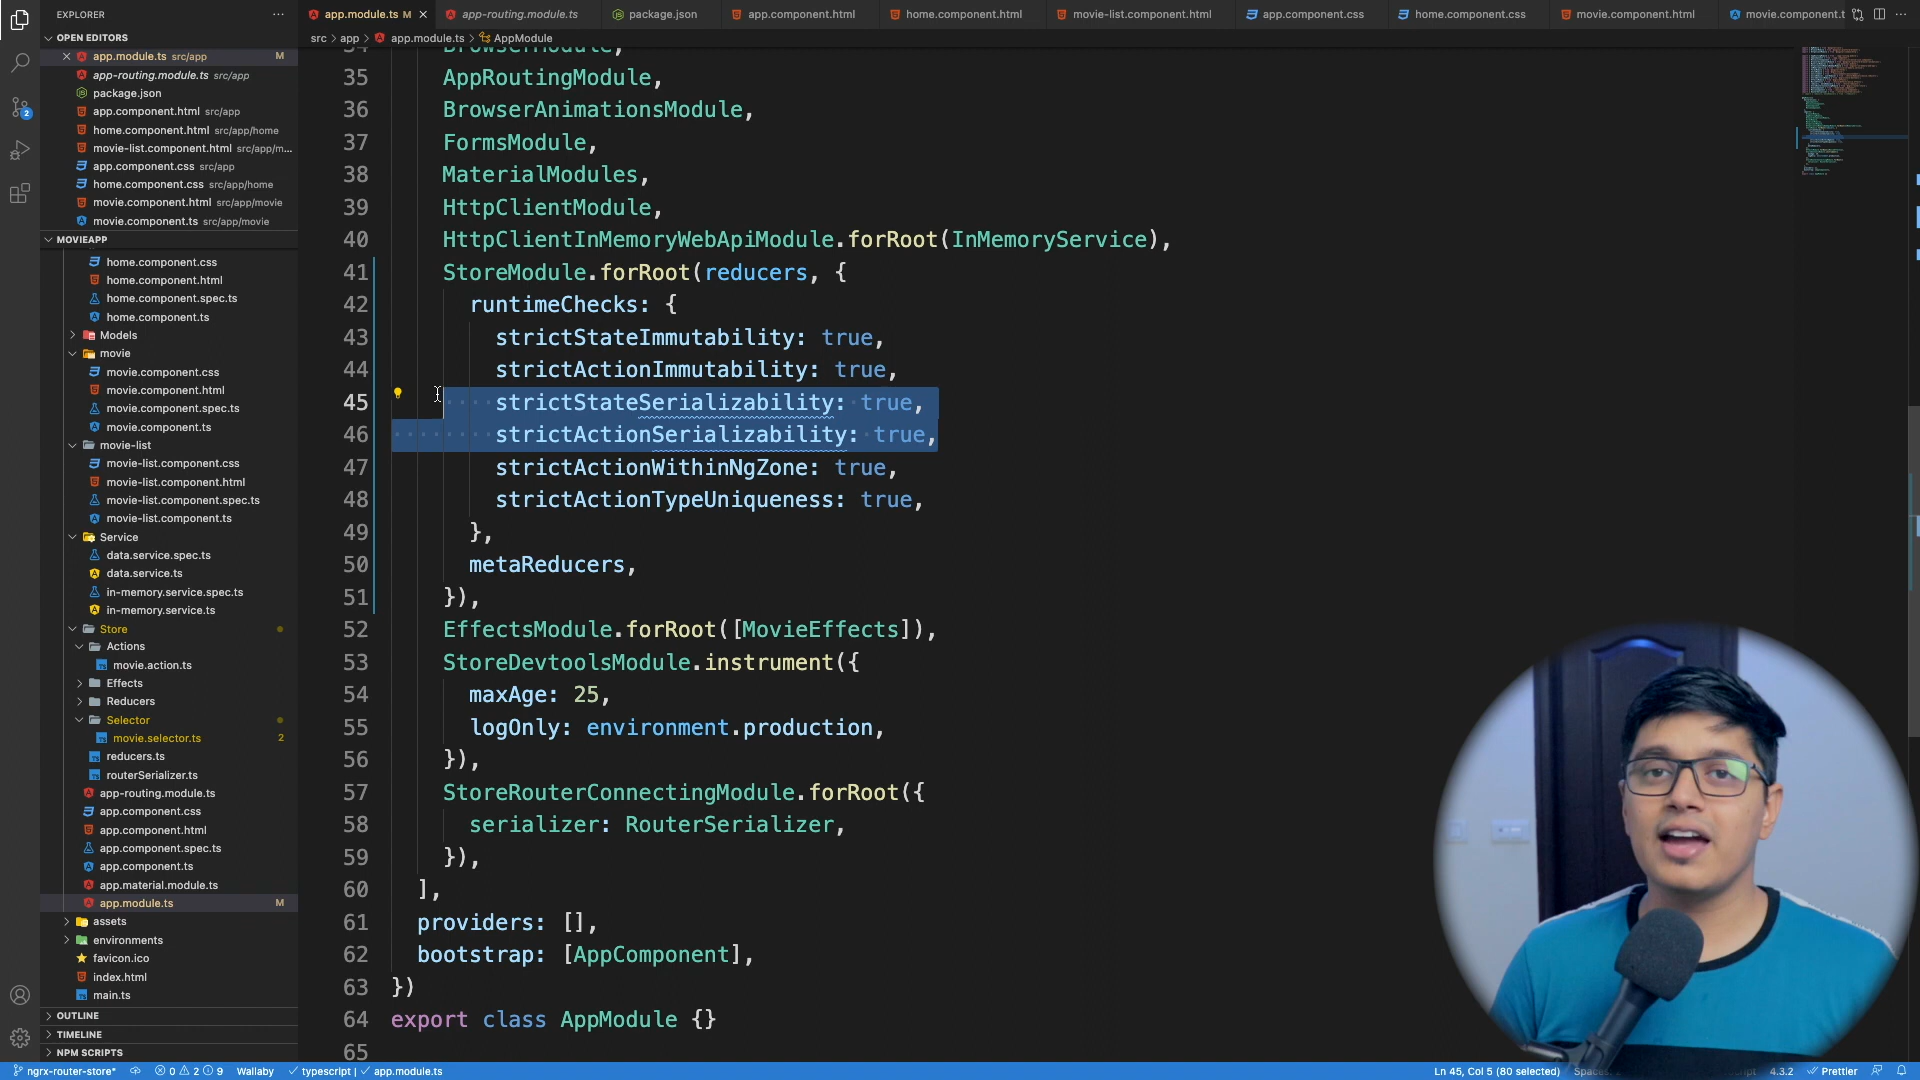 EXPLORER
OPEN EDITORS
app.module.ts src/app M
app-routing.module.ts src/app
package.json
app.component.html src/app
home.component.html src/app/home
movie-list.component.html src/app/m...
app.component.css src/app
home.component.css src/app/home
movie.component.html src/app/movie
movie.component.ts src/app/movie
MOVIEAPP
home.component.css
home.component.html
home.component.spec.ts
home.component.ts
Models
movie
movie.component.css
movie.component.html
movie.component.spec.ts
movie.component.ts
movie-list
movie-list.component.css
movie-list.component.html
movie-list.component.spec.ts
movie-list.component.ts
Service
data.service.spec.ts
data.service.ts
in-memory.service.spec.ts
in-memory.service.ts
Store
Actions
movie.action.ts
Effects
Reducers
Selector
movie.selector.ts 2
reducers.ts
routerSerializer.ts
app-routing.module.ts
app.component.css
app.component.html
app.component.spec.ts
app.component.ts
app.material.module.ts
app.module.ts M
assets
environments
favicon.ico
index.html
main.ts
OUTLINE
TIMELINE
NPM SCRIPTS
app.module.ts M app-routing.module.ts package.json app.component.html home.component.html movie-list.component.html app.component.css home.component.css movie.component.html movie.component.t
src > app > app.module.ts > AppModule
34 BrowserModule,
35 AppRoutingModule,
36 BrowserAnimationsModule,
37 FormsModule,
38 MaterialModules,
39 HttpClientModule,
40 HttpClientInMemoryWebApiModule.forRoot(InMemoryService),
41 StoreModule.forRoot(reducers, {
42 runtimeChecks: {
43 strictStateImmutability: true,
44 strictActionImmutability: true,
45 strictStateSerializability: true,
46 strictActionSerializability: true,
47 strictActionWithinNgZone: true,
48 strictActionTypeUniqueness: true,
49 },
50 metaReducers,
51 }),
52 EffectsModule.forRoot([MovieEffects]),
53 StoreDevtoolsModule.instrument({
54 maxAge: 25,
55 logOnly: environment.production,
56 }),
57 StoreRouterConnectingModule.forRoot({
58 serializer: RouterSerializer,
59 }),
60 ],
61 providers: [],
62 bootstrap: [AppComponent],
63 })
64 export class AppModule {}
65
2
ngrx-router-store* 0 2 9 Wallaby typescript | app.module.ts Ln 45, Col 5 (80 selected) 4.3.2 Prettier